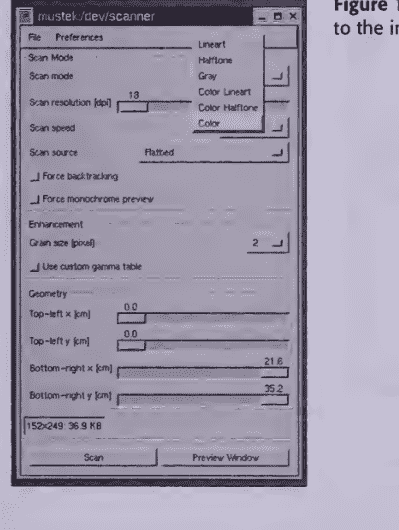 mustek:/dev/scanner
File Preferences
Scan Mode
Scan mode
Lineart
Halftone
Gray
Color Lineart
Color Halftone
Color
Scan resolution [dpi] 18
Scan speed
Scan source Flatbed
Force backtracking
Force monochrome preview
Enhancement
Grain size [pixel] 2
Use custom gamma table
Geometry
Top-left x [cm] 0.0
Top-left y [cm] 0.0
Bottom-right x [cm] 21.6
Bottom-right y [cm] 35.2
152x249: 36.9 KB
Scan Preview Window
Figure
to the